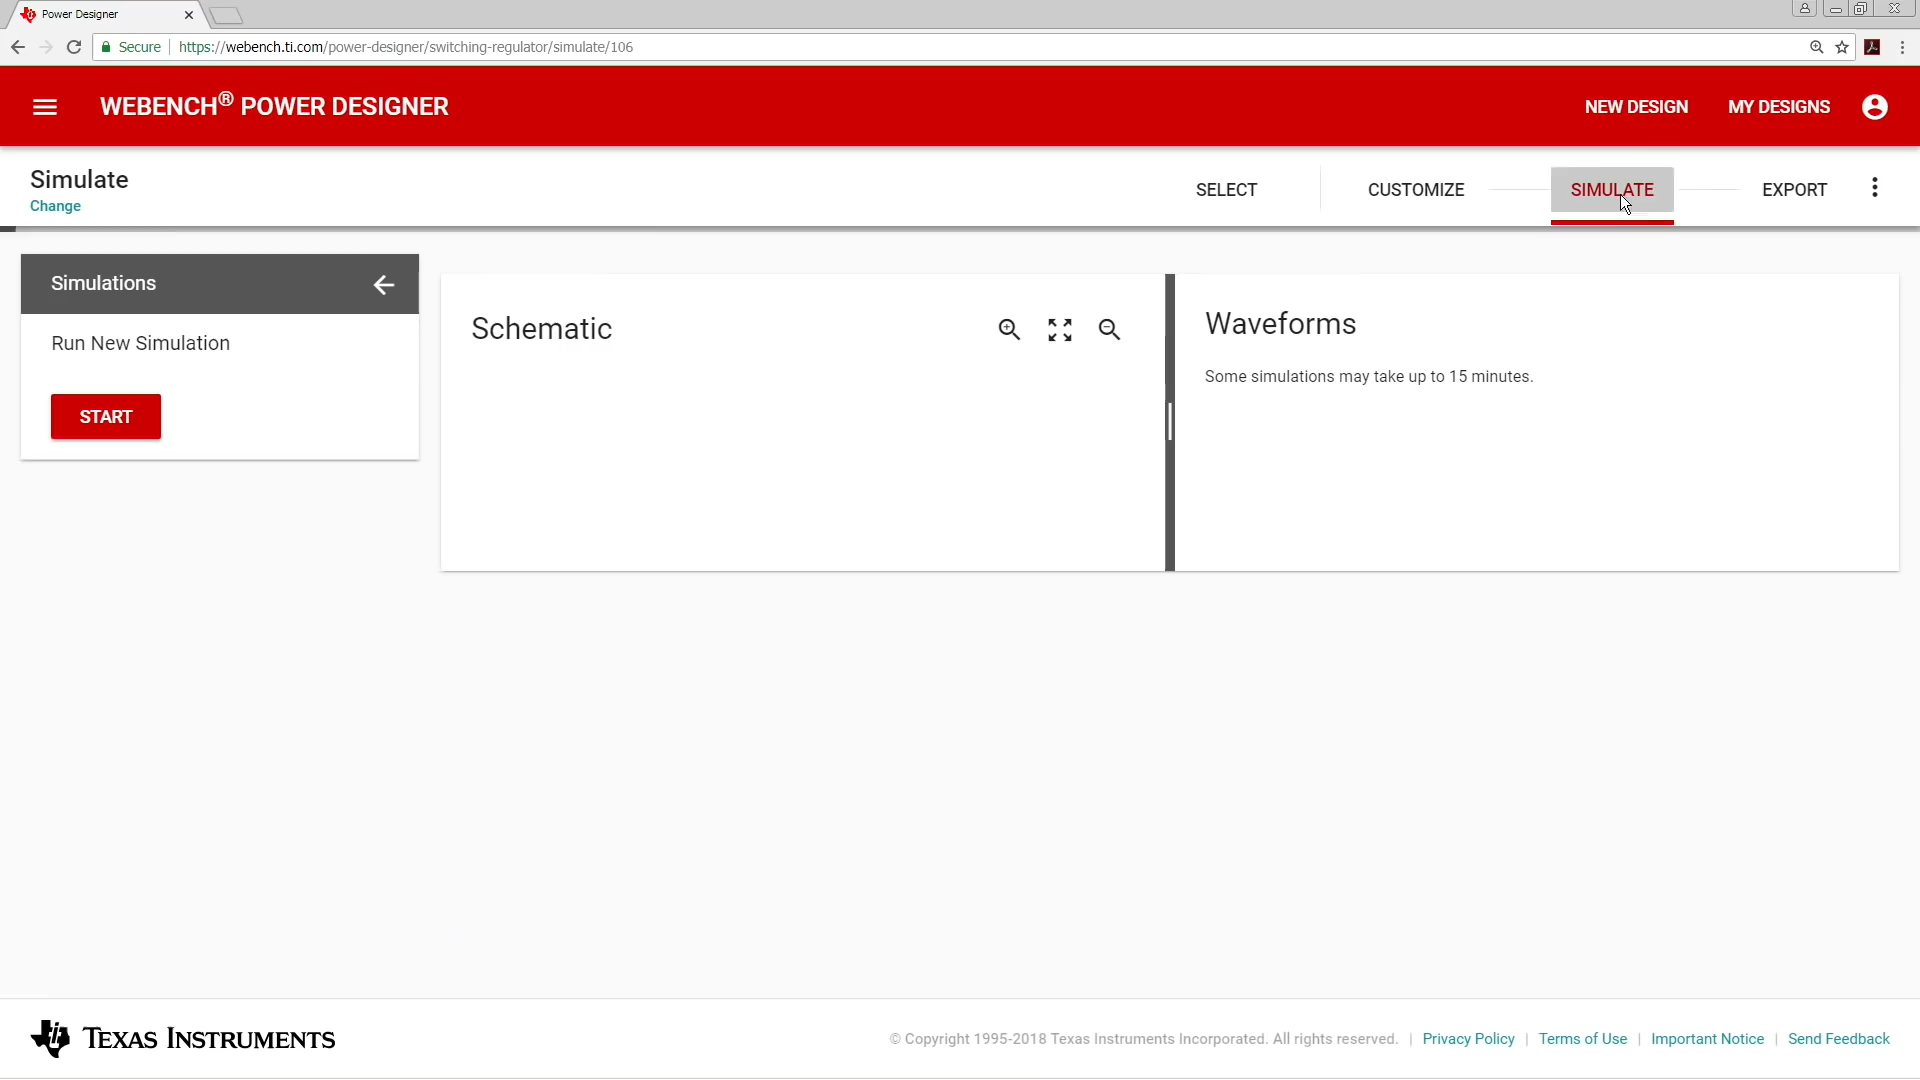 Power Designer
Secure https://webench.ti.com/power-designer/switching-regulator/simulate/106
WEBENCH® POWER DESIGNER
NEW DESIGN
MY DESIGNS
Simulate
Change
SELECT
CUSTOMIZE
SIMULATE
EXPORT
Simulations
Run New Simulation
START
Schematic
Waveforms
Some simulations may take up to 15 minutes.
TEXAS INSTRUMENTS
© Copyright 1995-2018 Texas Instruments Incorporated. All rights reserved. | Privacy Policy | Terms of Use | Important Notice | Send Feedback